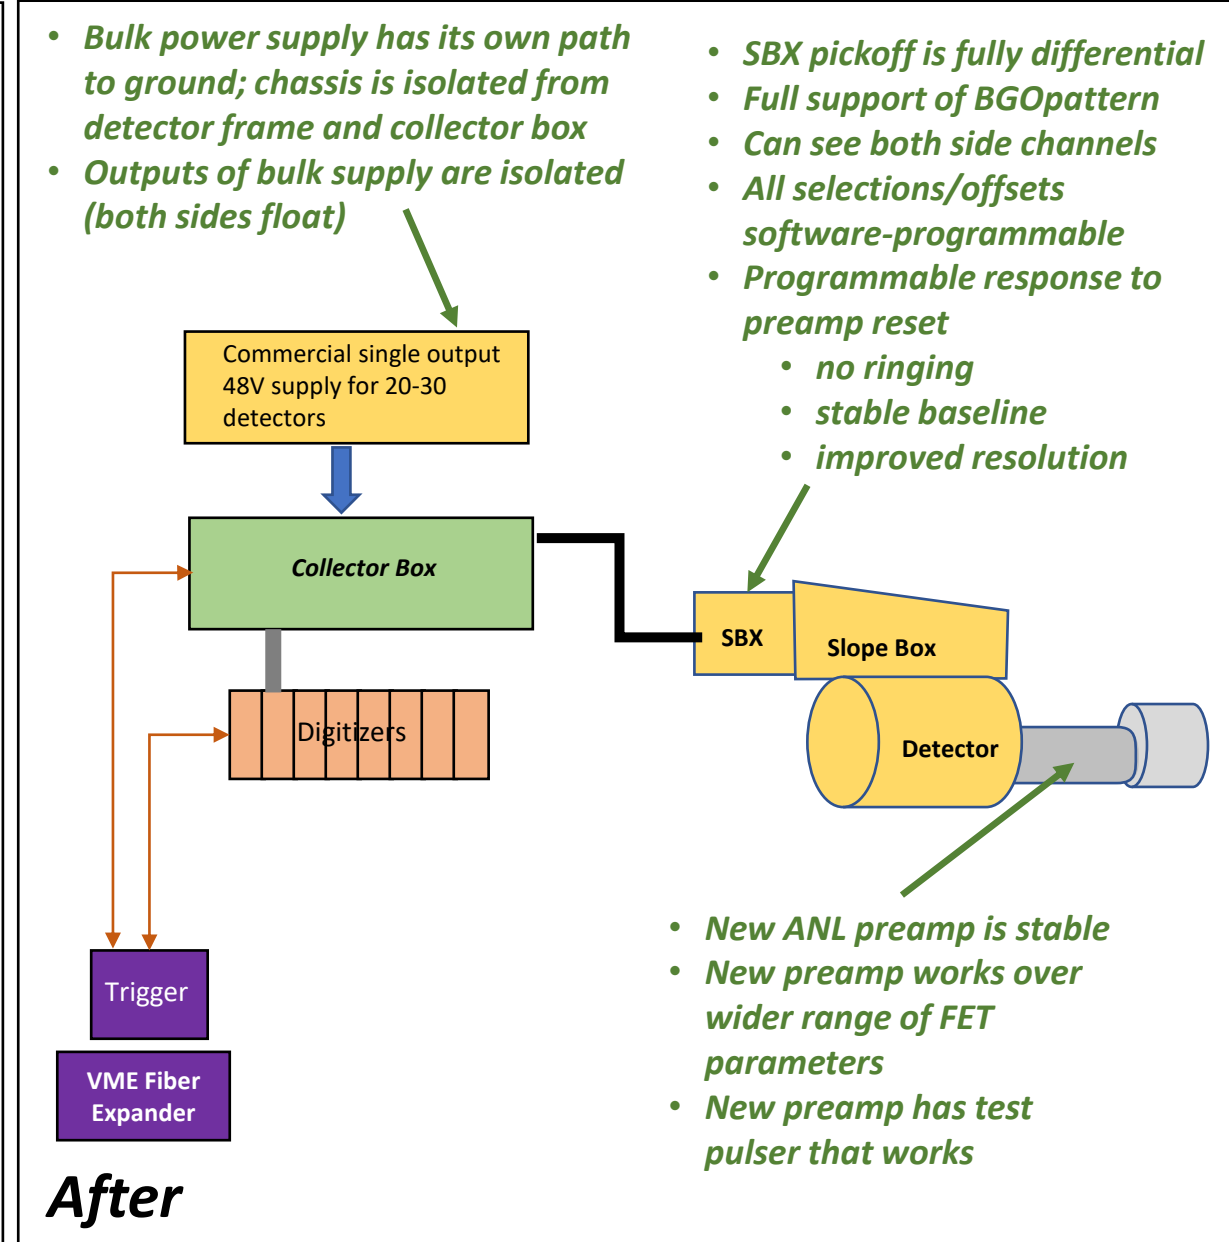 • Bulk power supply has its own path
to ground; chassis is isolated from
detector frame and collector box
• Outputs of bulk supply are isolated
(both sides float)
• SBX pickoff is fully differential
• Full support of BGOpattern
• Can see both side channels
• All selections/offsets
software-programmable
• Programmable response to
preamp reset
• no ringing
• stable baseline
• improved resolution
Commercial single output
48V supply for 20-30
detectors
Collector Box
SBX
Slope Box
Digitizers
Detector
Trigger
VME Fiber
Expander
• New ANL preamp is stable
• New preamp works over
wider range of FET
parameters
• New preamp has test
pulser that works
After